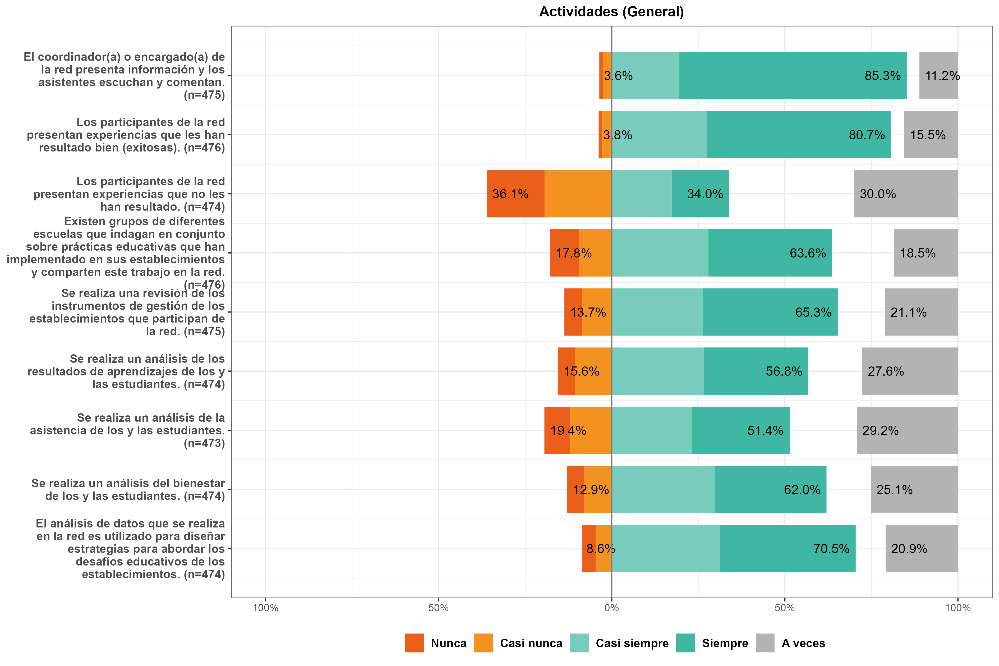 Actividades (General)
El coordinador(a) o encargado(a) de
la red presenta información y los
asistentes escuchan y comentan.
(n=475)
3.6%
85.3%
11.2%
Los participantes de la red
presentan experiencias que les han
resultado bien (exitosas). (n=476)
3.8%
80.7%
15.5%
Los participantes de la red
presentan experiencias que no les
han resultado. (n=474)
36.1%
34.0%
30.0%
Existen grupos de diferentes
escuelas que indagan en conjunto
sobre prácticas educativas que han
implementado en sus establecimientos
y comparten este trabajo en la red.
(n=476)
17.8%
63.6%
18.5%
Se realiza una revisión de los
instrumentos de gestión de los
establecimientos que participan de
la red. (n=475)
13.7%
65.3%
21.1%
Se realiza un análisis de los
resultados de aprendizajes de los y
las estudiantes. (n=474)
15.6%
56.8%
27.6%
Se realiza un análisis de la
asistencia de los y las estudiantes.
(n=473)
19.4%
51.4%
29.2%
Se realiza un análisis del bienestar
de los y las estudiantes. (n=474)
12.9%
62.0%
25.1%
El análisis de datos que se realiza
en la red es utilizado para diseñar
estrategias para abordar los
desafíos educativos de los
establecimientos. (n=474)
8.6%
70.5%
20.9%
100% 50% 0% 50% 100%
Nunca Casi nunca Casi siempre Siempre A veces